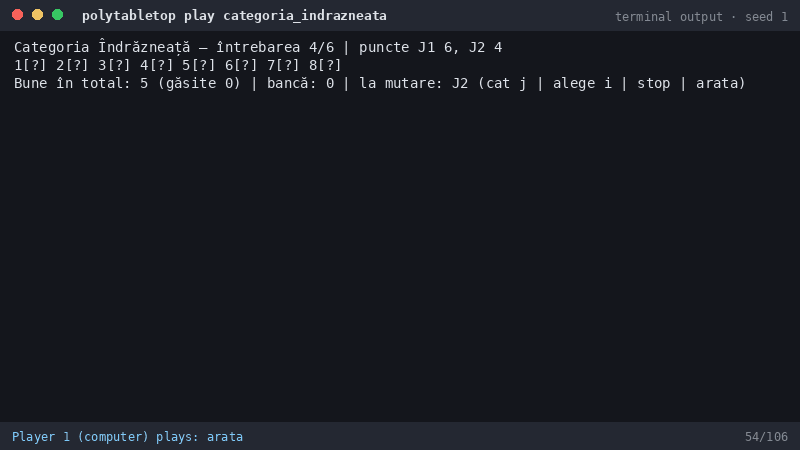 polytabletop play categoria_indrazneata
terminal output · seed 1
Categoria Îndrăzneață — întrebarea 4/6 | puncte J1 6, J2 4
1[?] 2[?] 3[?] 4[?] 5[?] 6[?] 7[?] 8[?]
Bune în total: 5 (găsite 0) | bancă: 0 | la mutare: J2 (cat j | alege i | stop | arata)
Player 1 (computer) plays: arata
54/106